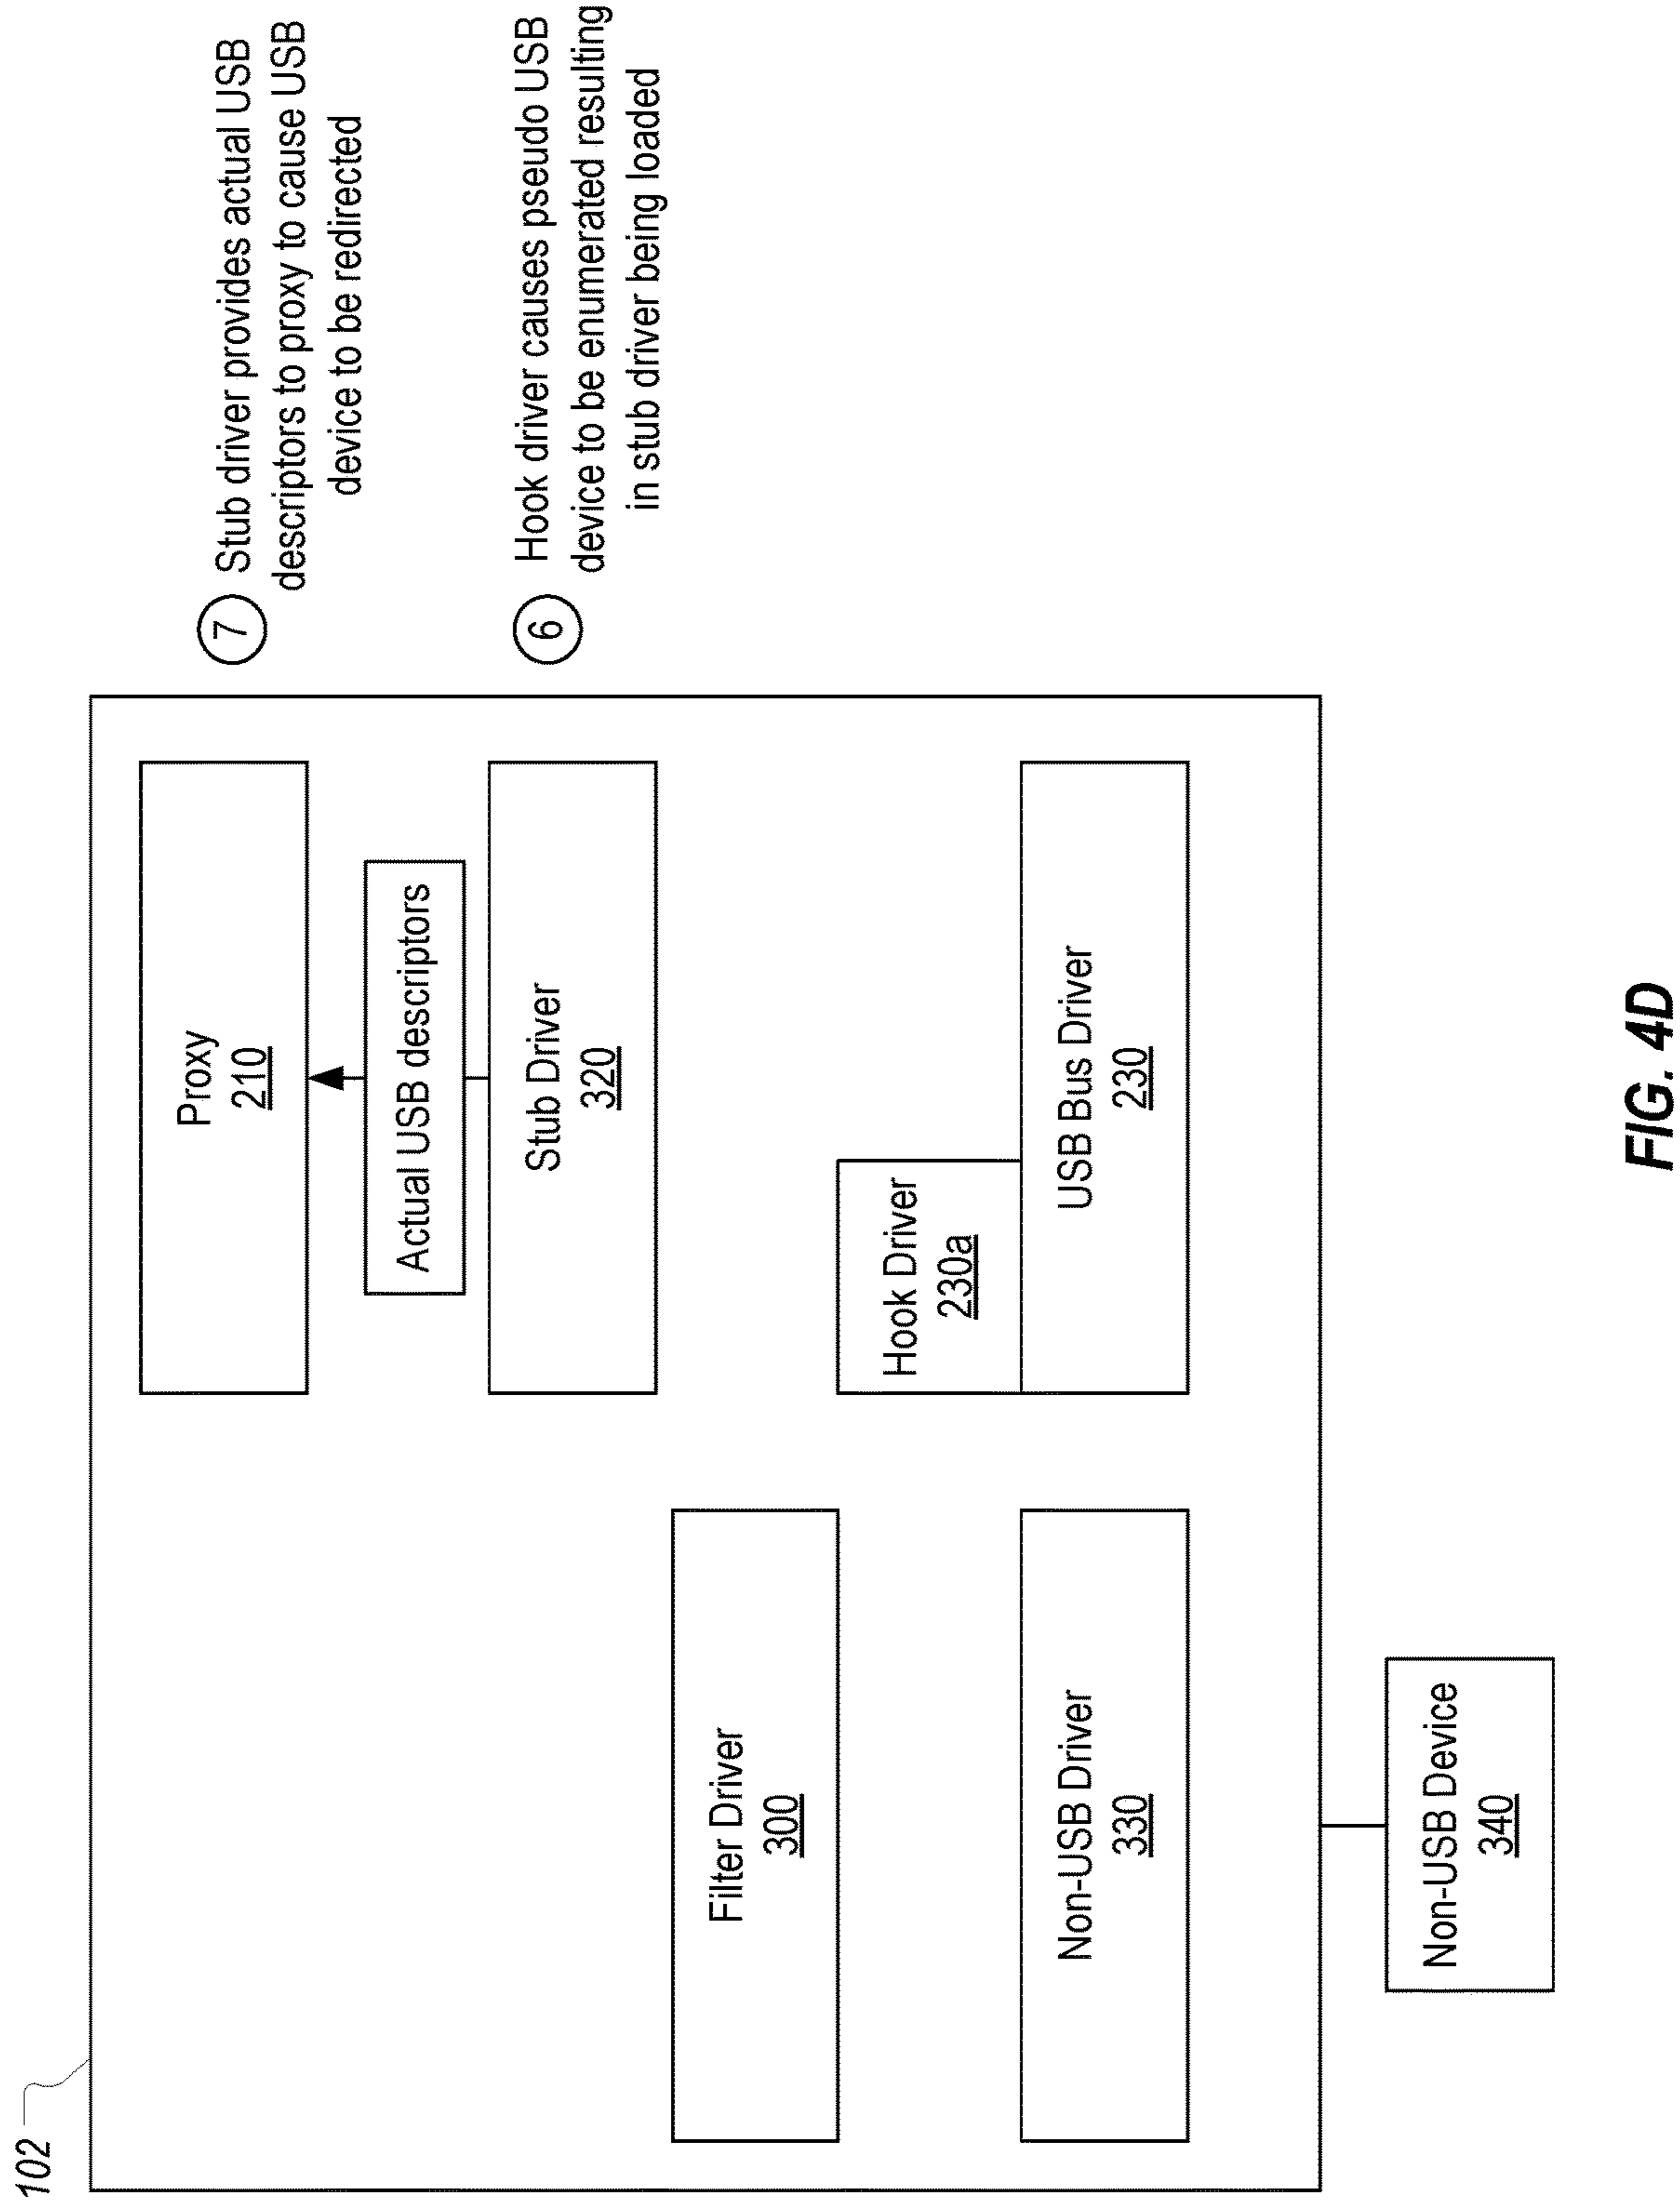 102
Proxy
210
Actual USB descriptors
Stub Driver
320
Filter Driver
300
Hook Driver
230a
Non-USB Driver
330
USB Bus Driver
230
Non-USB Device
340
7
Stub driver provides actual USB
descriptors to proxy to cause USB
device to be redirected
6
Hook driver causes pseudo USB
device to be enumerated resulting
in stub driver being loaded
FIG. 4D